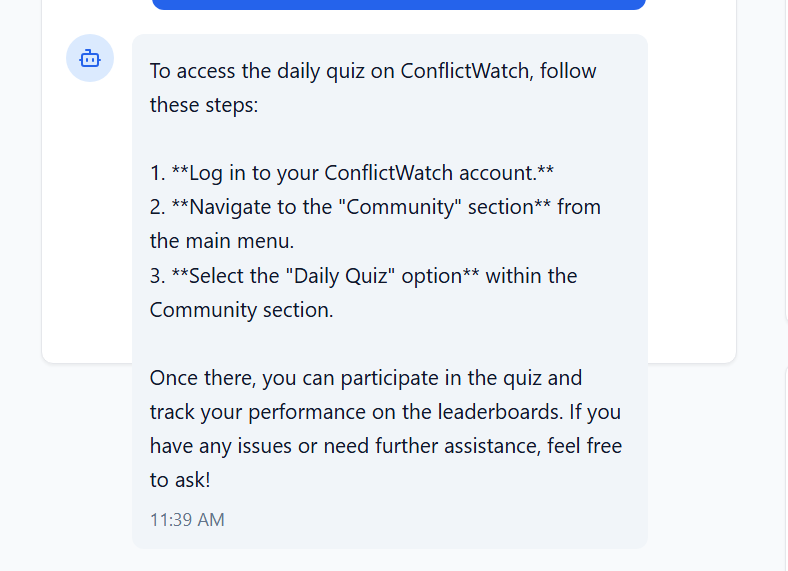 To access the daily quiz on ConflictWatch, follow
these steps:
1. **Log in to your ConflictWatch account.**
2. **Navigate to the "Community" section** from
the main menu.
3. **Select the "Daily Quiz" option** within the
Community section.
Once there, you can participate in the quiz and
track your performance on the leaderboards. If you
have any issues or need further assistance, feel free
to ask!
11:39 AM